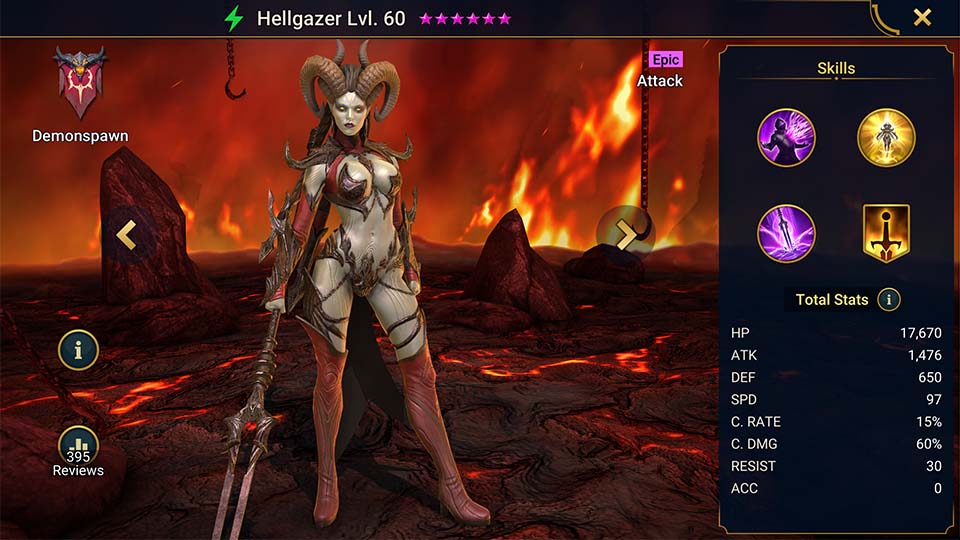 Hellgazer Lvl. 60
Demonspawn
Epic
Attack
i
395
Reviews
Skills
Total Stats i
HP 17,670
ATK 1,476
DEF 650
SPD 97
C. RATE 15%
C. DMG 60%
RESIST 30
ACC 0